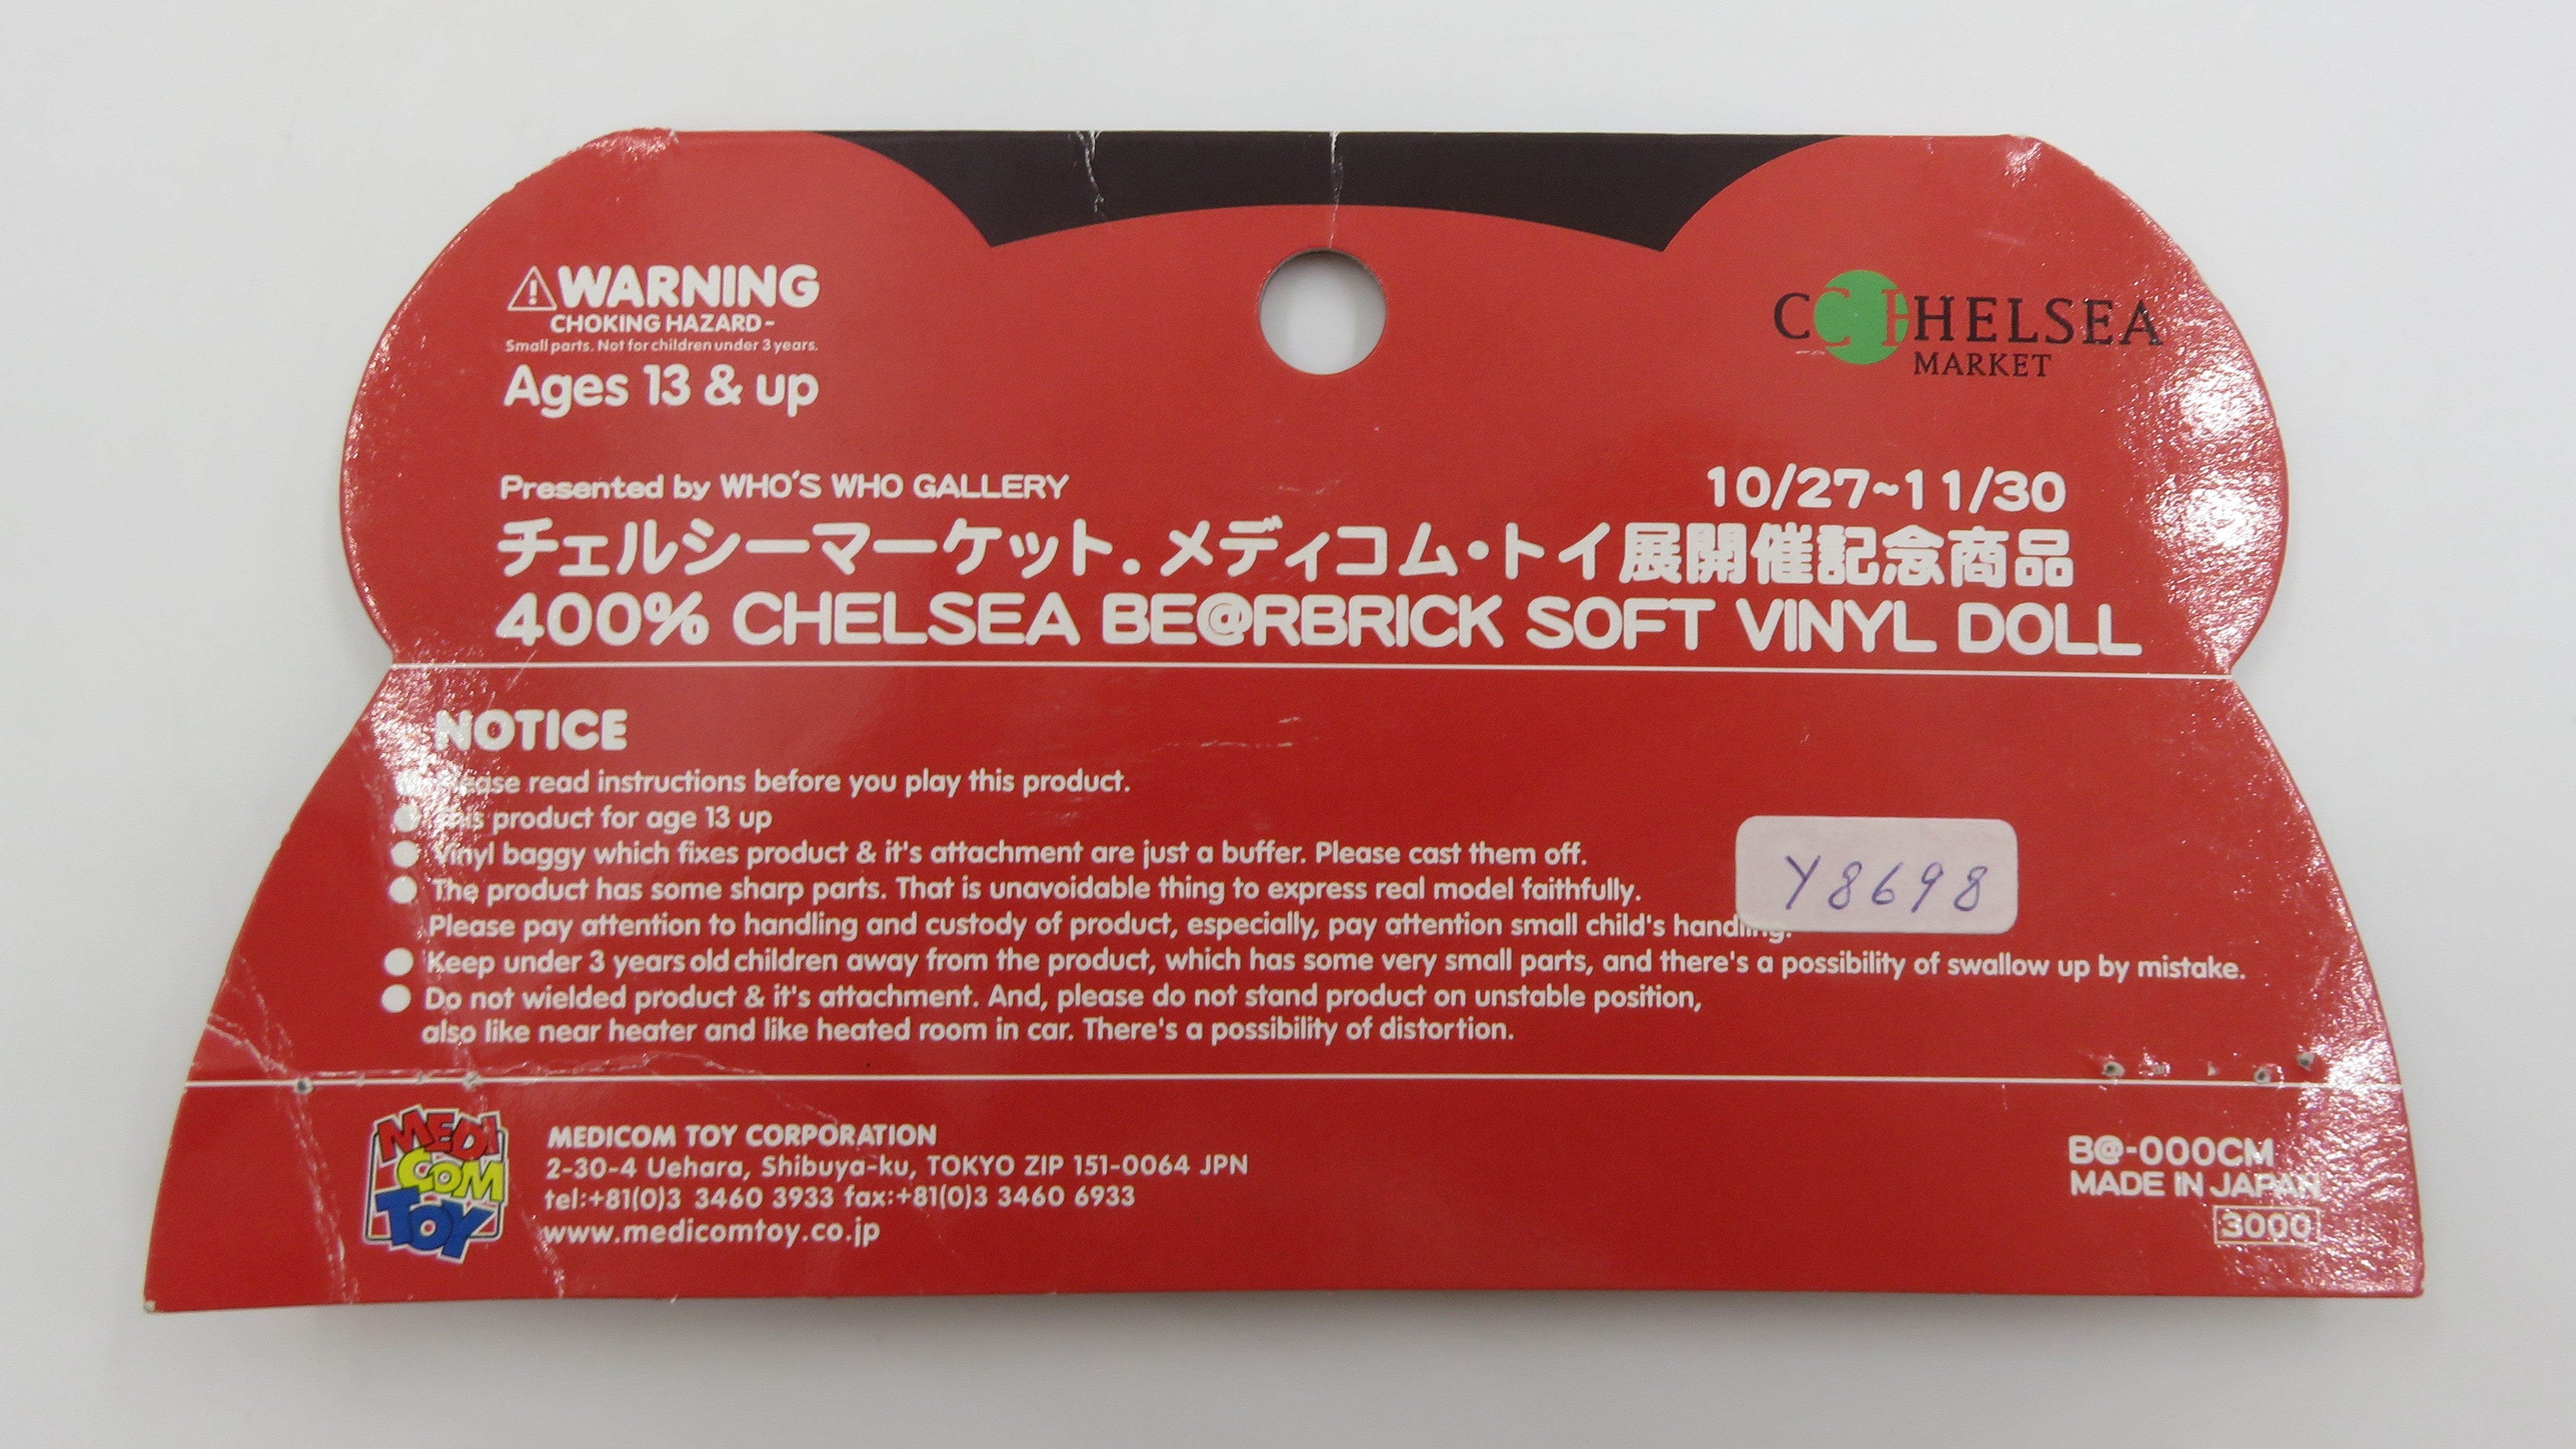 WARNING
CHOKING HAZARD-
Small parts. Not for children under 3 years.
Ages 13 & up
CHELSEA
MARKET
Presented by WHO'S WHO GALLERY
10/27~11/30
チェルシーマーケット.メディコム・トイ展開催記念商品
400% CHELSEA BE@RBRICK SOFT VINYL DOLL
NOTICE
Please read instructions before you play this product.
This product for age 13 up
Vinyl baggy which fixes product & it's attachment are just a buffer. Please cast them off.
The product has some sharp parts. That is unavoidable thing to express real model faithfully.
Please pay attention to handling and custody of product, especially, pay attention small child's handling.
Y8698
Keep under 3 years old children away from the product, which has some very small parts, and there's a possibility of swallow up by mistake.
Do not wielded product & it's attachment. And, please do not stand product on unstable position,
also like near heater and like heated room in car. There's a possibility of distortion.
MEDI
COM
TOY
MEDICOM TOY CORPORATION
2-30-4 Uehara, Shibuya-ku, TOKYO ZIP 151-0064 JPN
tel:+81(0)3 3460 3933 fax:+81(0)3 3460 6933
www.medicomtoy.co.jp
B@-000CM
MADE IN JAPAN
3000